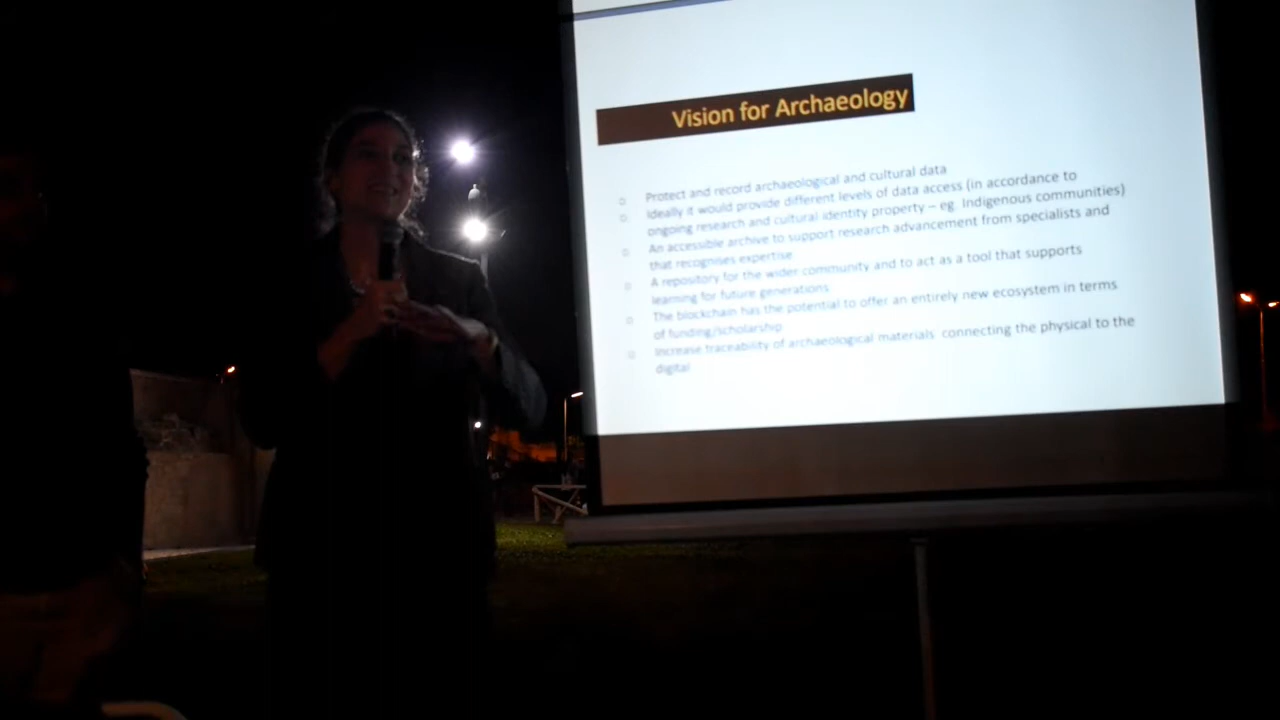 Vision for Archaeology
Protect and record archaeological and cultural data
Ideally it would provide different levels of data access (in accordance to
ongoing research and cultural identity property – eg. Indigenous communities)
An accessible archive to support research advancement from specialists and
that recognises expertise
A repository for the wider community and to act as a tool that supports
learning for future generations
The blockchain has the potential to offer an entirely new ecosystem in terms
of funding/scholarship
Increase traceability of archaeological materials connecting the physical to the
digital